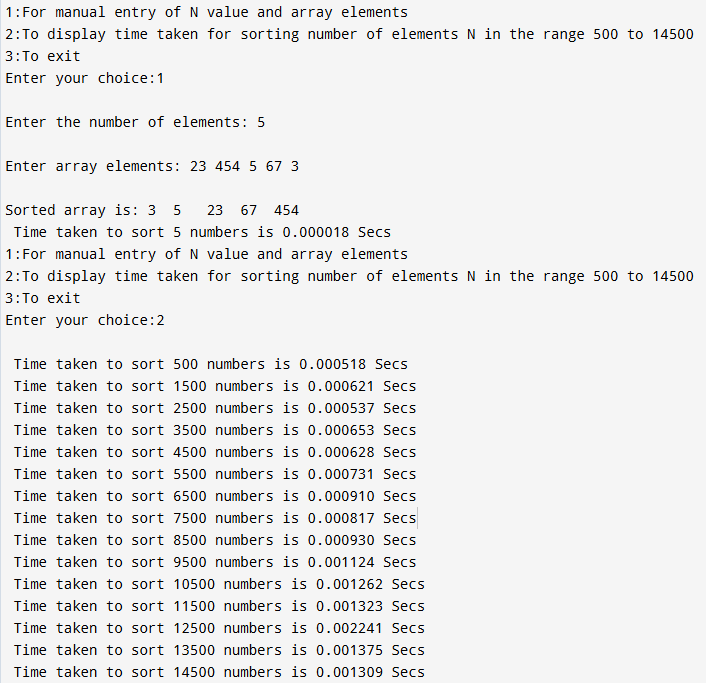 1:For manual entry of N value and array elements
2:To display time taken for sorting number of elements N in the range 500 to 14500
3:To exit
Enter your choice:1
Enter the number of elements: 5
Enter array elements: 23 454 5 67 3
Sorted array is: 3  5   23  67  454
 Time taken to sort 5 numbers is 0.000018 Secs
1:For manual entry of N value and array elements
2:To display time taken for sorting number of elements N in the range 500 to 14500
3:To exit
Enter your choice:2
 Time taken to sort 500 numbers is 0.000518 Secs
 Time taken to sort 1500 numbers is 0.000621 Secs
 Time taken to sort 2500 numbers is 0.000537 Secs
 Time taken to sort 3500 numbers is 0.000653 Secs
 Time taken to sort 4500 numbers is 0.000628 Secs
 Time taken to sort 5500 numbers is 0.000731 Secs
 Time taken to sort 6500 numbers is 0.000910 Secs
 Time taken to sort 7500 numbers is 0.000817 Secs
 Time taken to sort 8500 numbers is 0.000930 Secs
 Time taken to sort 9500 numbers is 0.001124 Secs
 Time taken to sort 10500 numbers is 0.001262 Secs
 Time taken to sort 11500 numbers is 0.001323 Secs
 Time taken to sort 12500 numbers is 0.002241 Secs
 Time taken to sort 13500 numbers is 0.001375 Secs
 Time taken to sort 14500 numbers is 0.001309 Secs